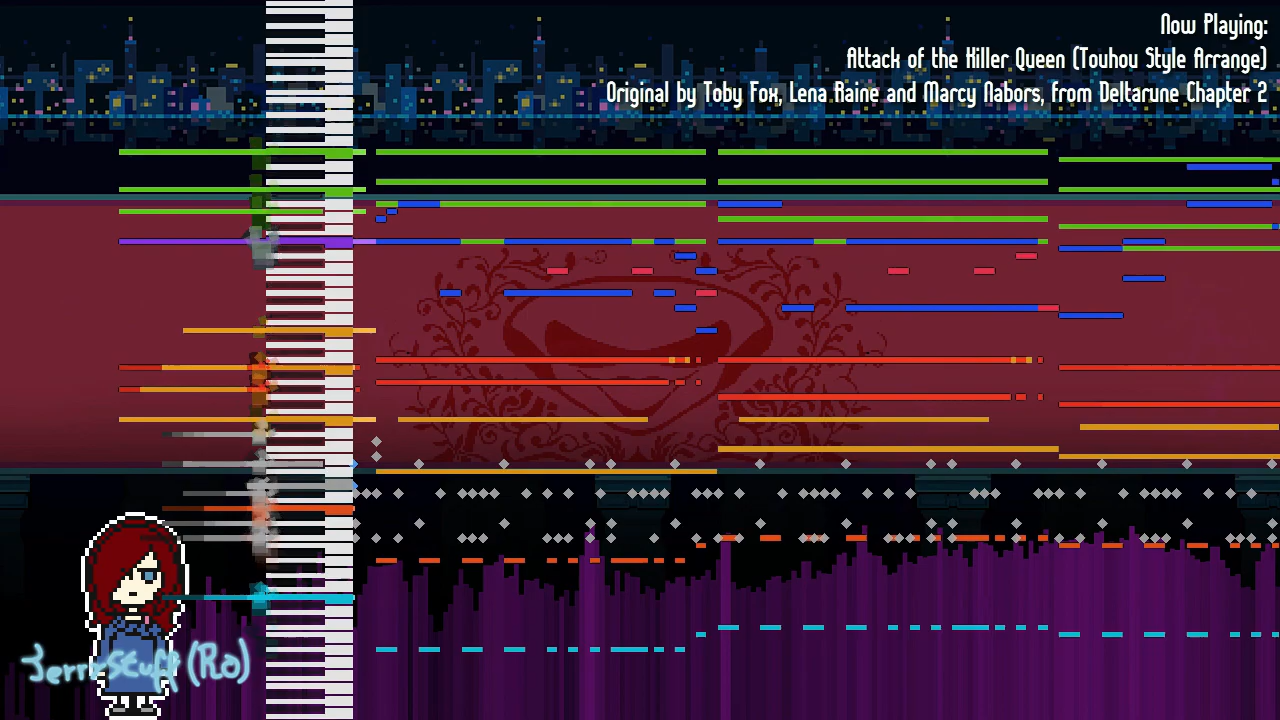 Now Playing:
Attack of the Killer Queen (Touhou Style Arrange)
Original by Toby Fox, Lena Raine and Marcy Nabors, from Deltarune Chapter 2
JerryStuff (Ro)